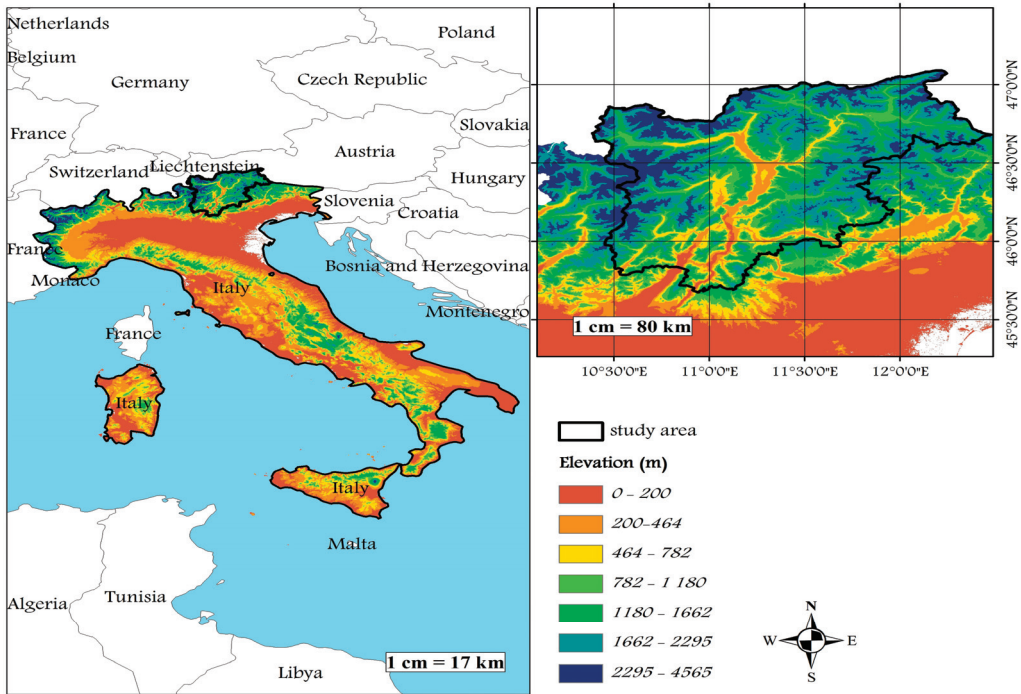 Netherlands
Poland
Belgium
Czech Republic
Germany
France
Slovakia
Austria
Switzerland
Liechtenstein
Hungary
Slovenia
Croatia
France
Bosnia and Herzegovina
Monaco
Italy
Montenegro
France
Italy
Italy
Malta
Algeria
Tunisia
Libya
1 cm = 17 km
47°0'0"N
46°30'0"N
46°0'0"N
45°30'0"N
1 cm = 80 km
10°30'0"E
11°0'0"E
11°30'0"E
12°0'0"E
study area
Elevation (m)
0 - 200
200-464
464 - 782
782 - 1 180
1180 - 1662
1662 - 2295
2295 - 4565
N
W
E
S